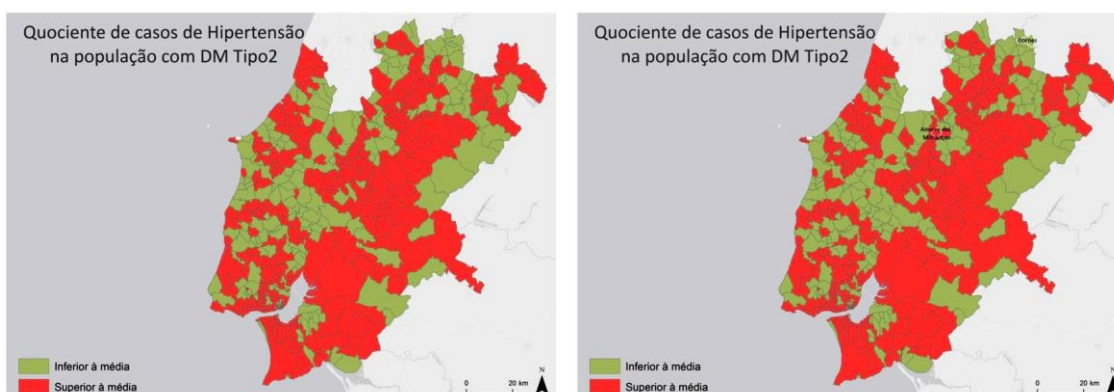 Quociente de casos de Hipertensão
na população com DM Tipo2
Inferior à média
Superior à média
0 20 km
N
Quociente de casos de Hipertensão
na população com DM Tipo2
Inferior à média
Superior à média
0 20 km
N